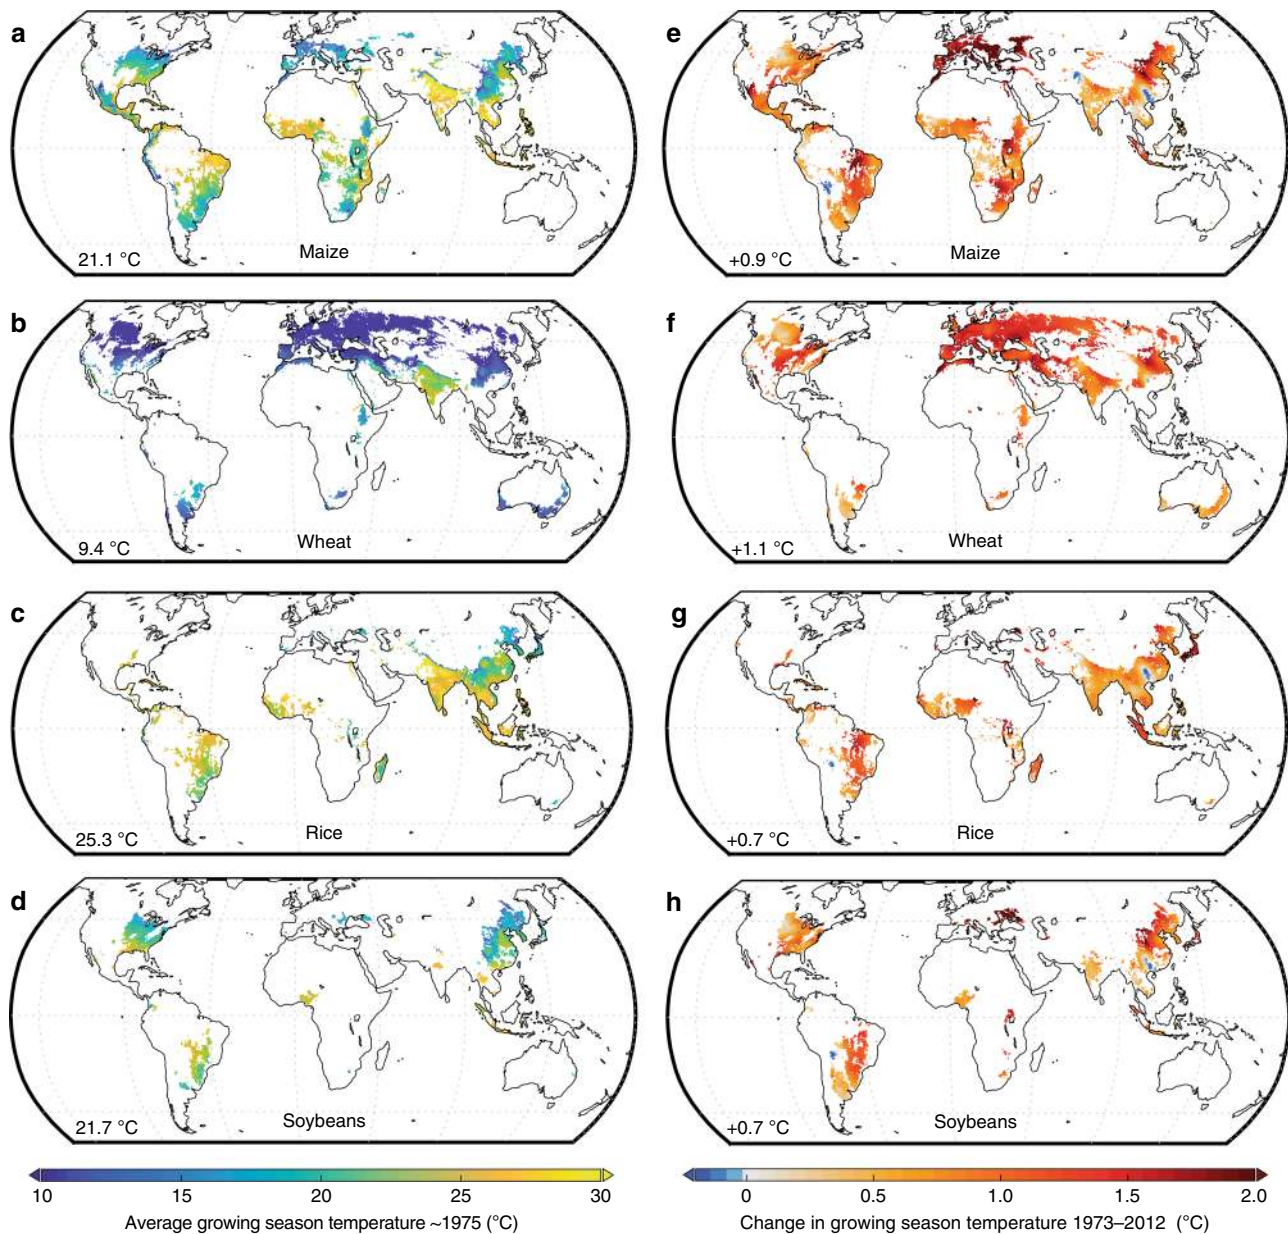 a
21.1 °C
Maize
e
+0.9 °C
Maize
b
9.4 °C
Wheat
f
+1.1 °C
Wheat
c
25.3 °C
Rice
g
+0.7 °C
Rice
d
21.7 °C
Soybeans
h
+0.7 °C
Soybeans
10 15 20 25 30
Average growing season temperature ~1975 (°C)
0 0.5 1.0 1.5 2.0
Change in growing season temperature 1973–2012 (°C)